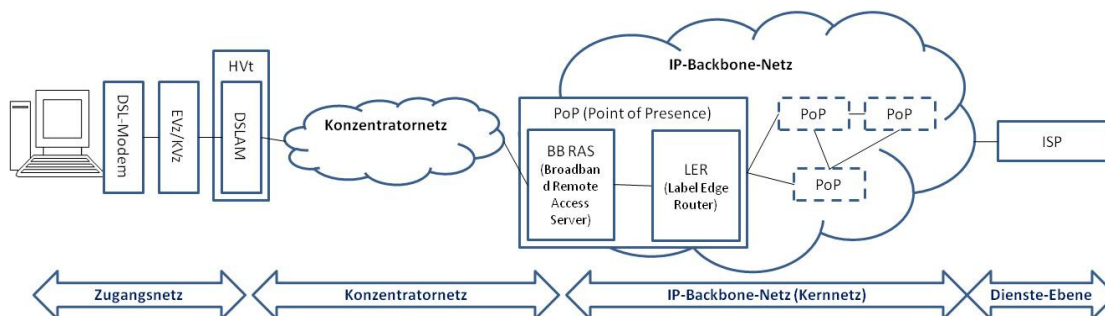 DSL-Modem
EVz/KVz
HVt
DSLAM
Konzentratornetz
IP-Backbone-Netz
PoP (Point of Presence)
BB RAS
(Broadban
d Remote
Access
Server)
LER
(Label Edge
Router)
PoP
PoP
PoP
ISP
Zugangsnetz
Konzentratornetz
IP-Backbone-Netz (Kernnetz)
Dienste-Ebene